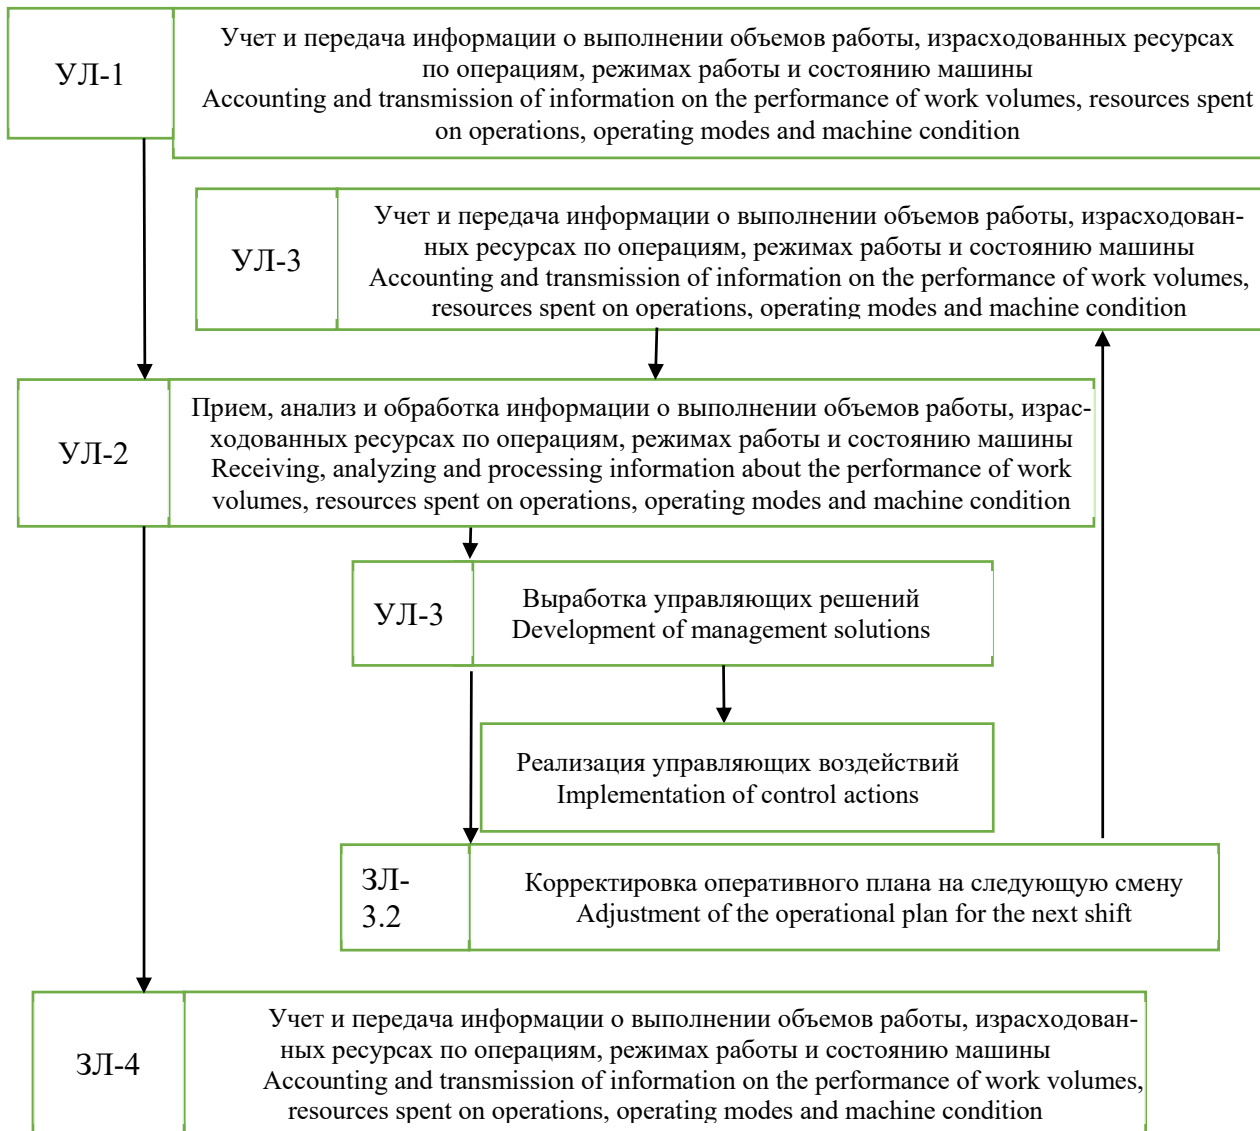 УЛ-1
Учет и передача информации о выполнении объемов работы, израсходованных ресурсах
по операциям, режимах работы и состоянию машины
Accounting and transmission of information on the performance of work volumes, resources spent
on operations, operating modes and machine condition
УЛ-3
Учет и передача информации о выполнении объемов работы, израсходован-
ных ресурсах по операциям, режимах работы и состоянию машины
Accounting and transmission of information on the performance of work volumes,
resources spent on operations, operating modes and machine condition
УЛ-2
Прием, анализ и обработка информации о выполнении объемов работы, израс-
ходованных ресурсах по операциям, режимах работы и состоянию машины
Receiving, analyzing and processing information about the performance of work
volumes, resources spent on operations, operating modes and machine condition
УЛ-3
Выработка управляющих решений
Development of management solutions
Реализация управляющих воздействий
Implementation of control actions
ЗЛ-
3.2
Корректировка оперативного плана на следующую смену
Adjustment of the operational plan for the next shift
ЗЛ-4
Учет и передача информации о выполнении объемов работы, израсходован-
ных ресурсах по операциям, режимах работы и состоянию машины
Accounting and transmission of information on the performance of work volumes,
resources spent on operations, operating modes and machine condition